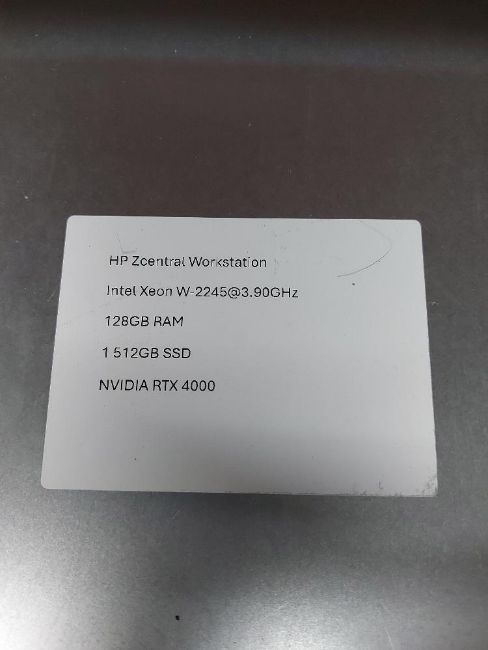 HP Zcentral Workstation
Intel Xeon W-2245@3.90GHz
128GB RAM
1 512GB SSD
NVIDIA RTX 4000